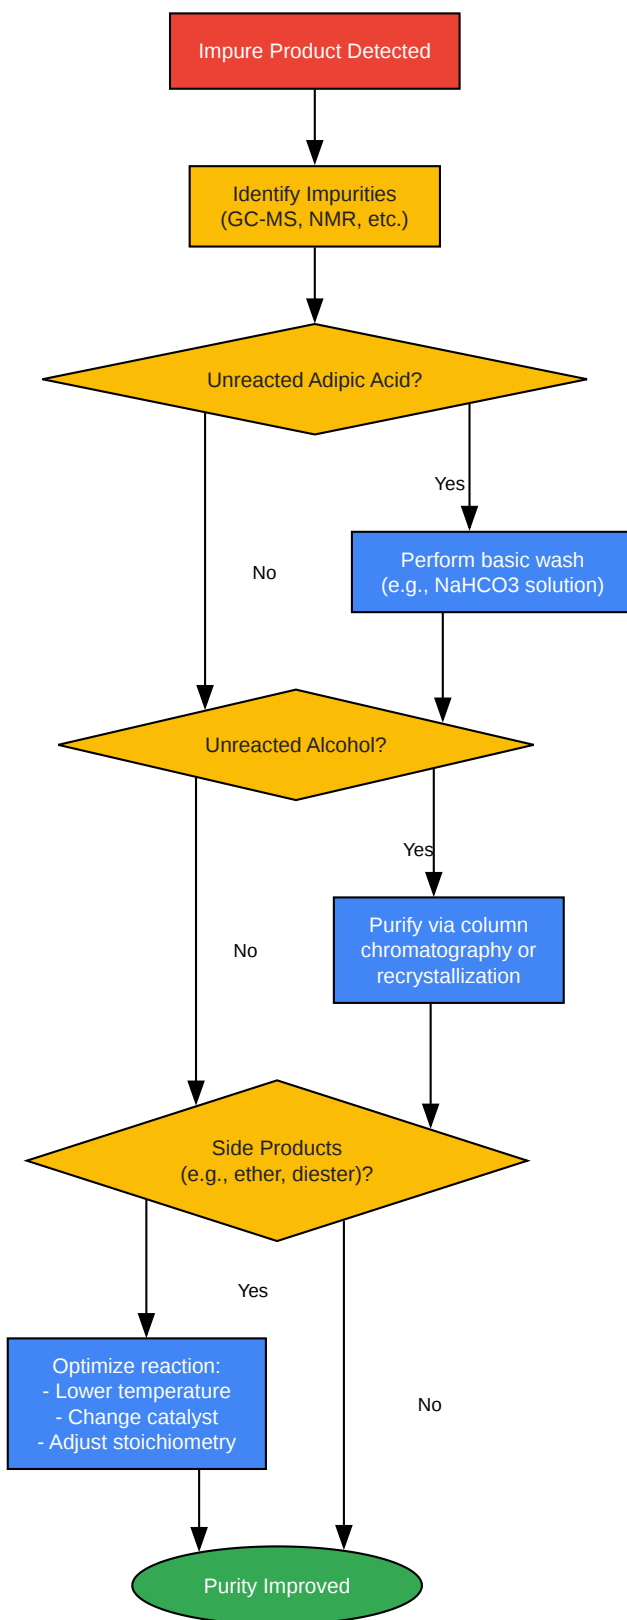 Impure Product Detected
Identify Impurities
(GC-MS, NMR, etc.)
Unreacted Adipic Acid?
Yes
No
Perform basic wash
(e.g., NaHCO3 solution)
Unreacted Alcohol?
Yes
No
Purify via column
chromatography or
recrystallization
Side Products
(e.g., ether, diester)?
Yes
No
Optimize reaction:
- Lower temperature
- Change catalyst
- Adjust stoichiometry
Purity Improved